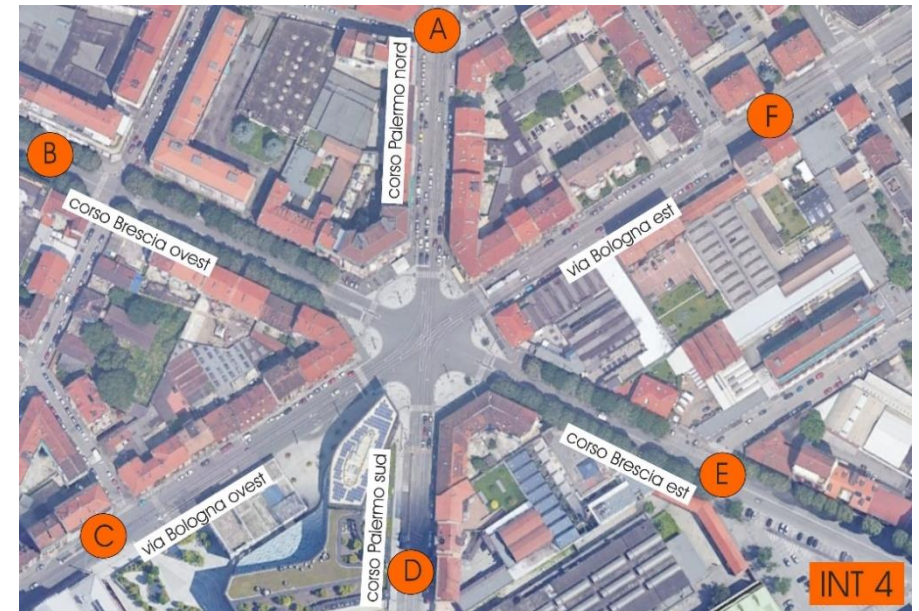 A
corso Palermo nord
B
F
corso Brescia ovest
via Bologna est
corso Brescia est
E
C
via Bologna ovest
corso Palermo sud
D
INT 4